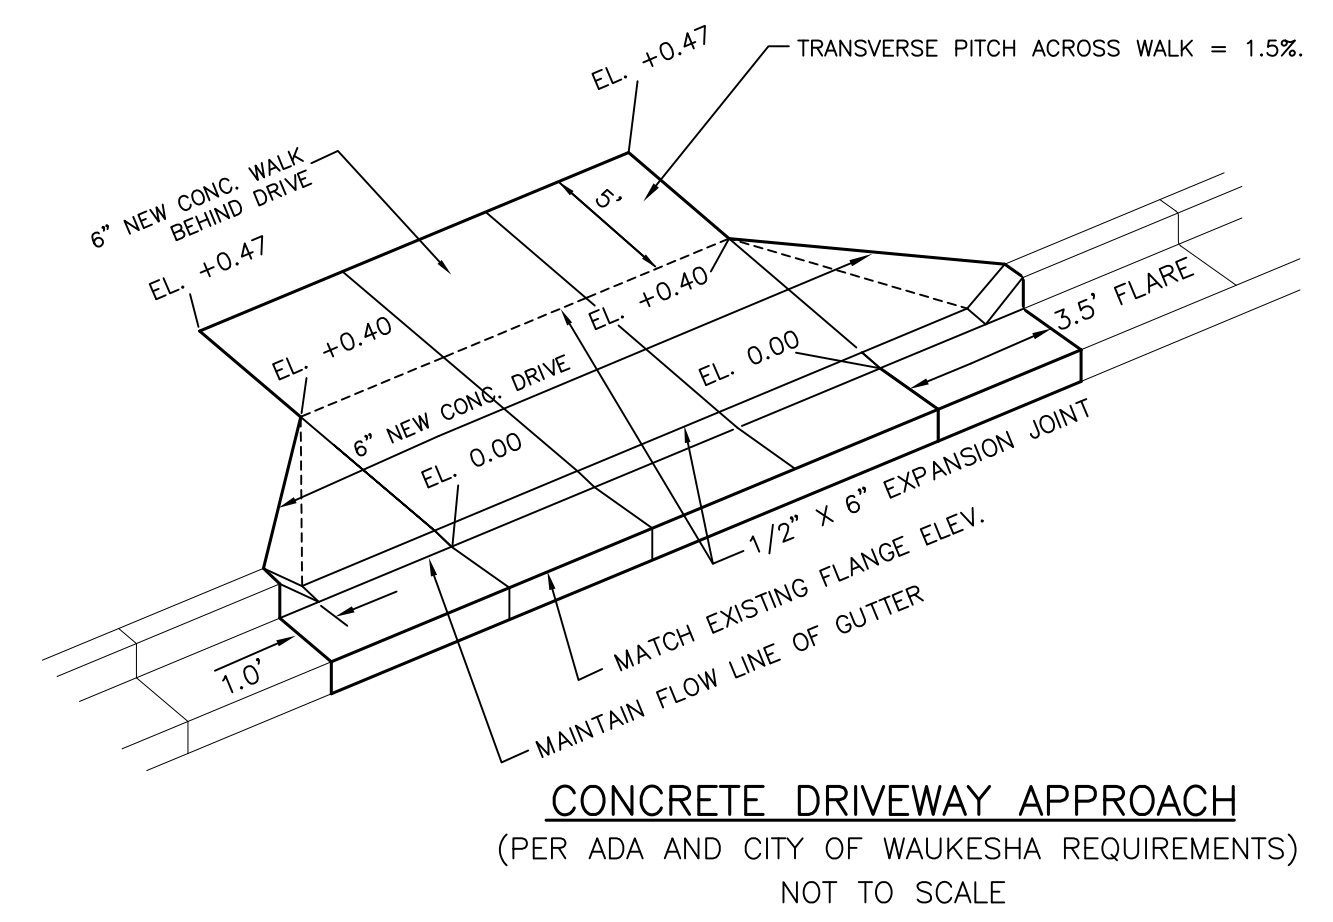 EL. +0.47
TRANSVERSE PITCH ACROSS WALK = 1.5%.
6” NEW CONC. WALK
BEHIND DRIVE
EL. +0.47
5'
EL. +0.40
EL. +0.40
3.5' FLARE
EL. 0.00
6” NEW CONC. DRIVE
EL. 0.00
1/2” X 6” EXPANSION JOINT
MATCH EXISTING FLANGE ELEV.
MAINTAIN FLOW LINE OF GUTTER
1.0'
CONCRETE DRIVEWAY APPROACH
(PER ADA AND CITY OF WAUKESHA REQUIREMENTS)
NOT TO SCALE